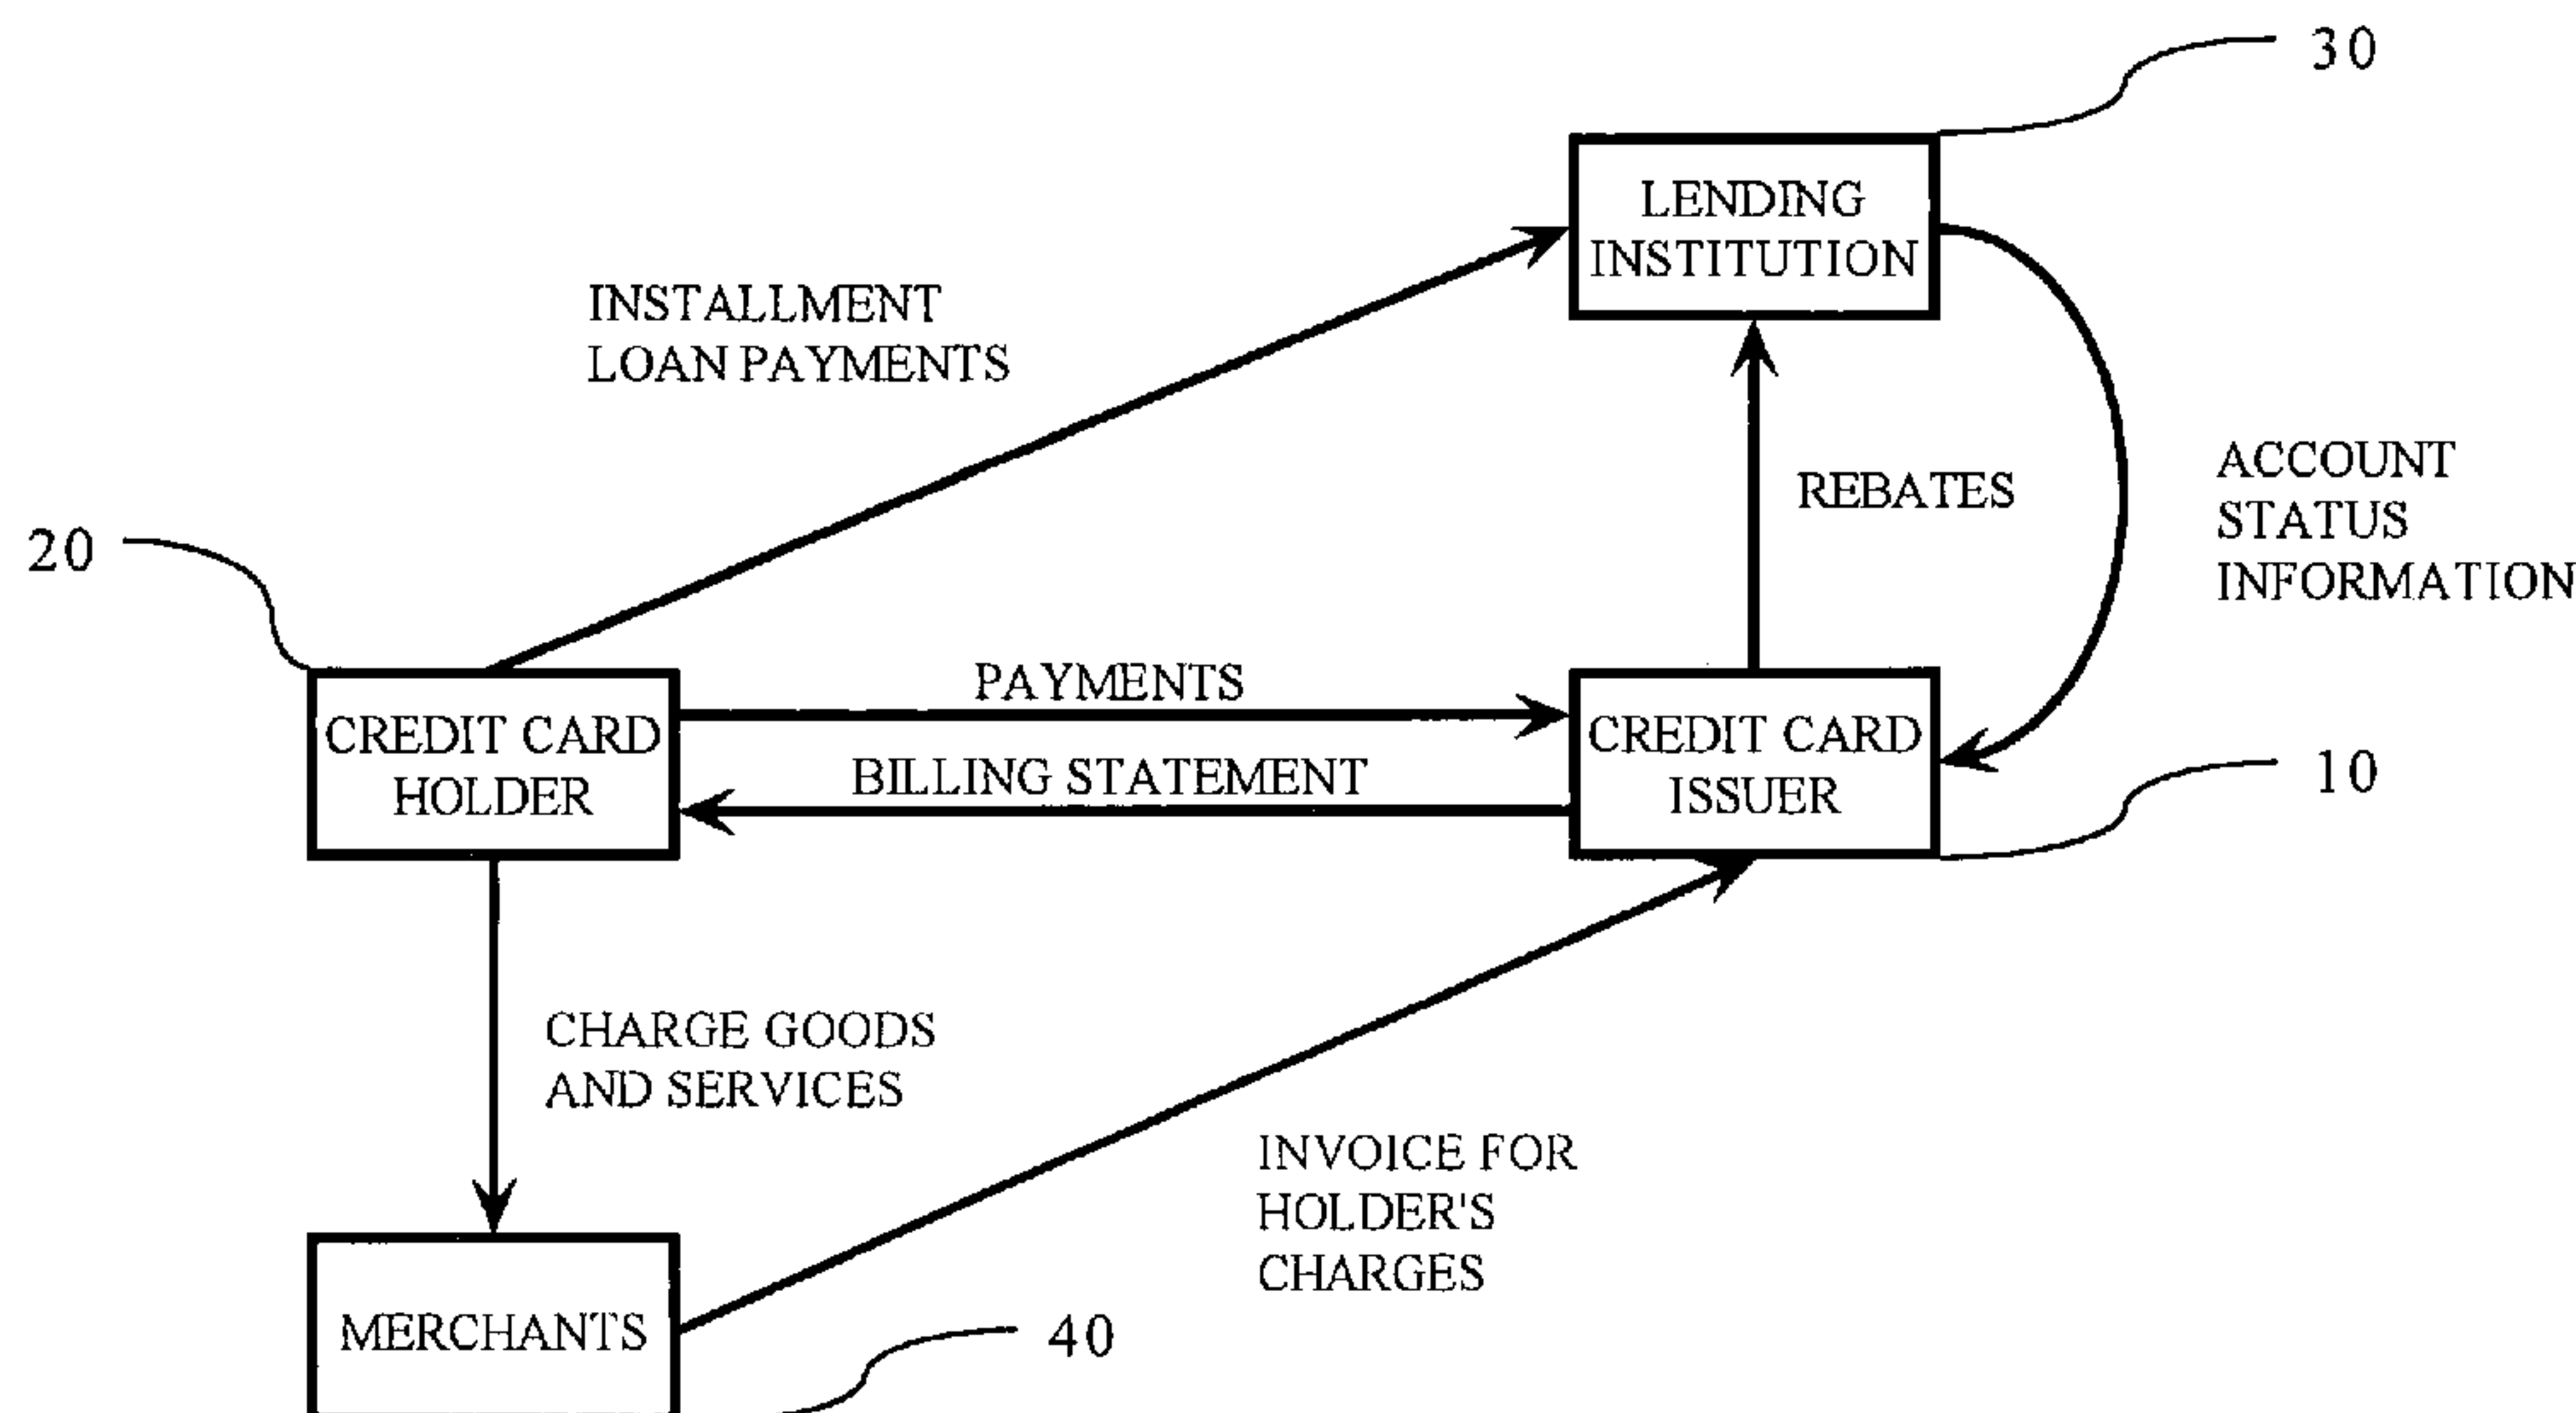 30
LENDING
INSTITUTION
INSTALLMENT
LOAN PAYMENTS
ACCOUNT
STATUS
INFORMATION
REBATES
20
PAYMENTS
CREDIT CARD
HOLDER
BILLING STATEMENT
CREDIT CARD
ISSUER
10
CHARGE GOODS
AND SERVICES
INVOICE FOR
HOLDER'S
CHARGES
MERCHANTS
40